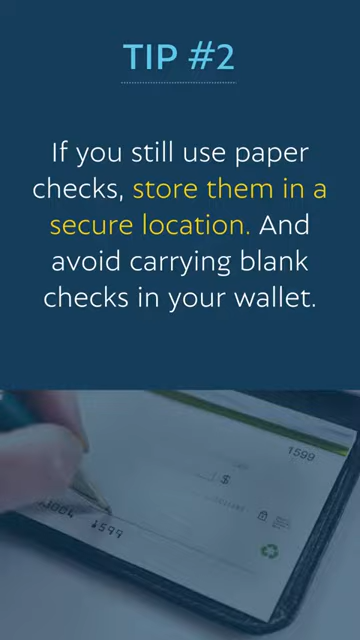 TIP #2
If you still use paper
checks, store them in a
secure location. And
avoid carrying blank
checks in your wallet.
1599
$
1599